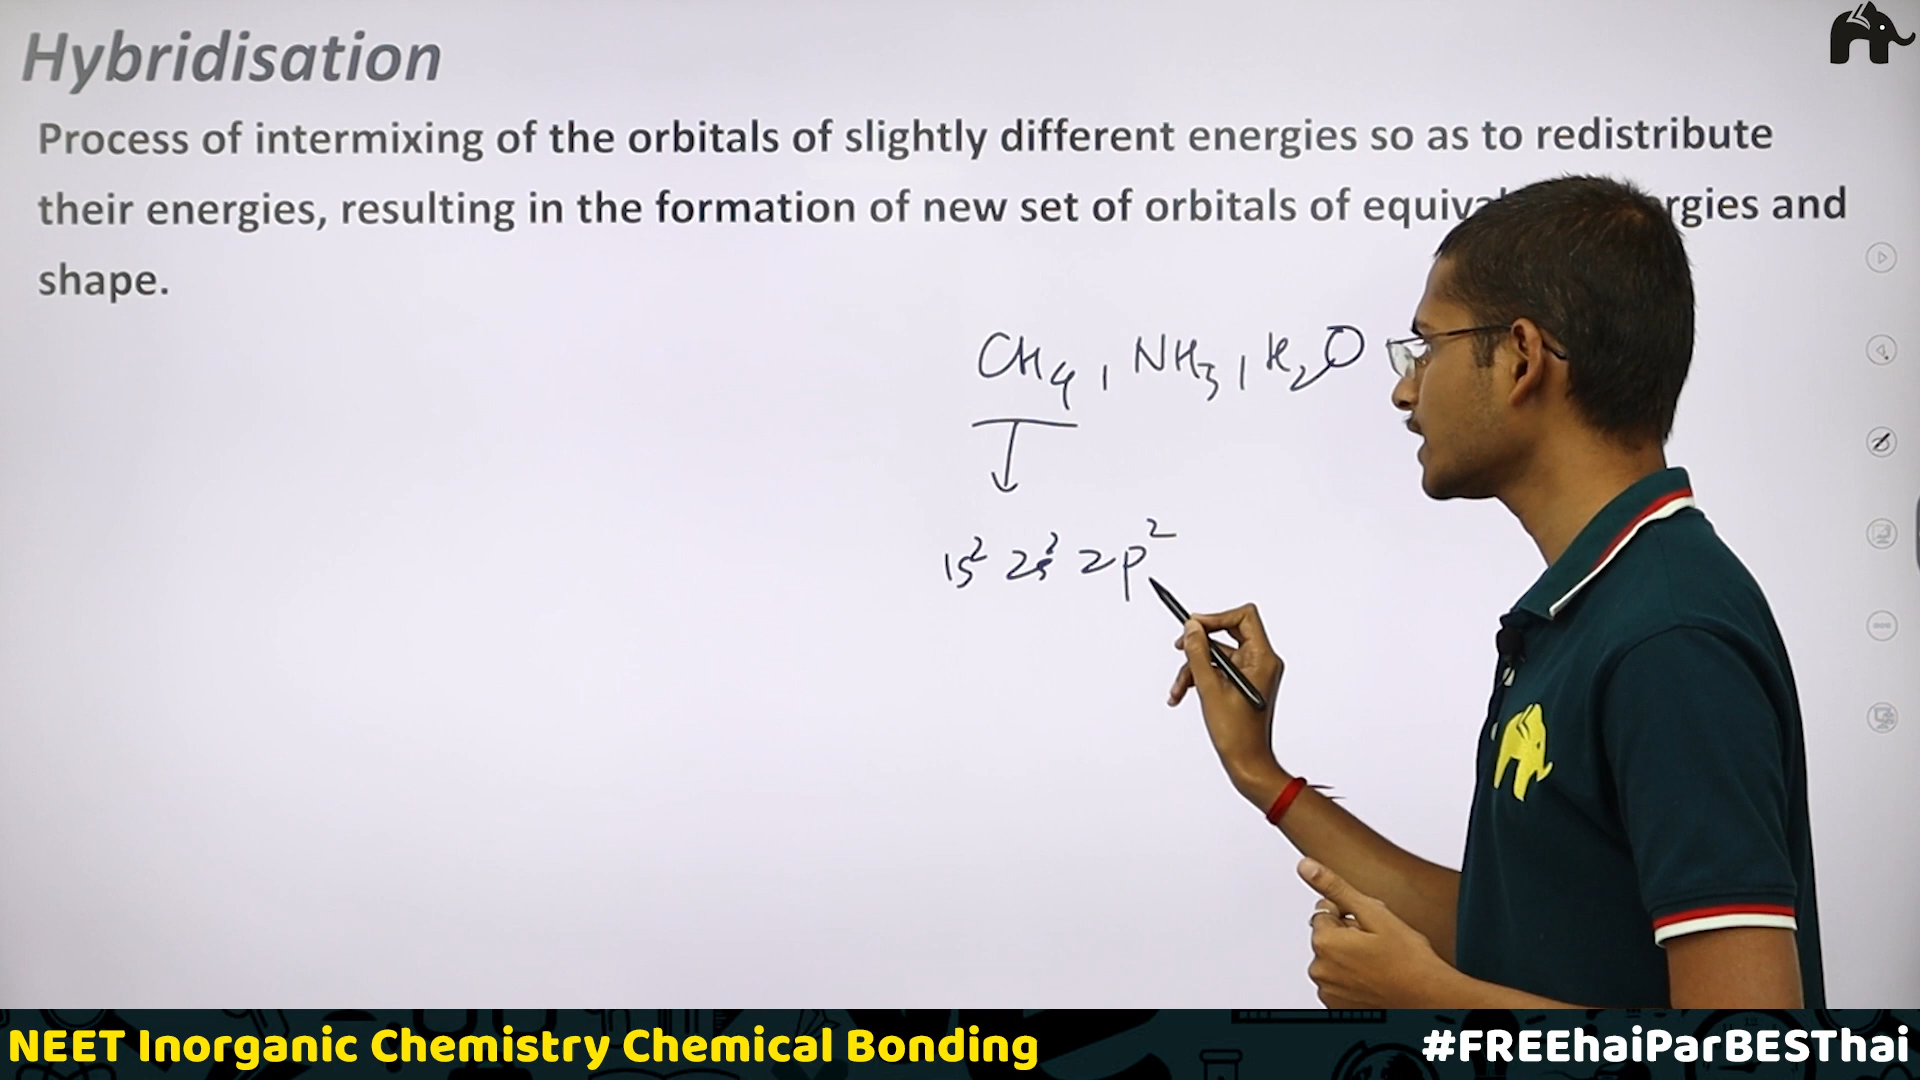 Hybridisation
Process of intermixing of the orbitals of slightly different energies so as to redistribute
their energies, resulting in the formation of new set of orbitals of and
shape.
CH₄, NH₃, H₂O
1s² 2s² 2p²
NEET Inorganic Chemistry Chemical Bonding
#FREEhaiParBESThai